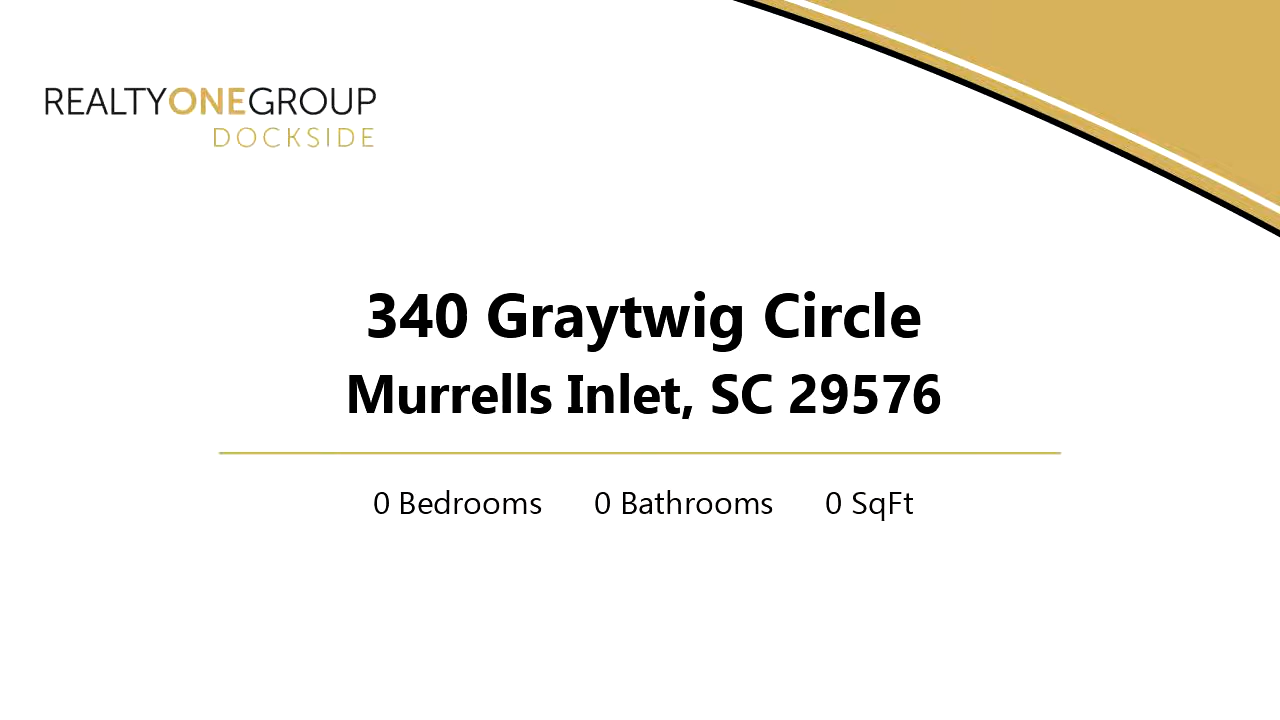 REALTYONEGROUP
DOCKSIDE
340 Graytwig Circle
Murrells Inlet, SC 29576
0 Bedrooms 0 Bathrooms 0 SqFt